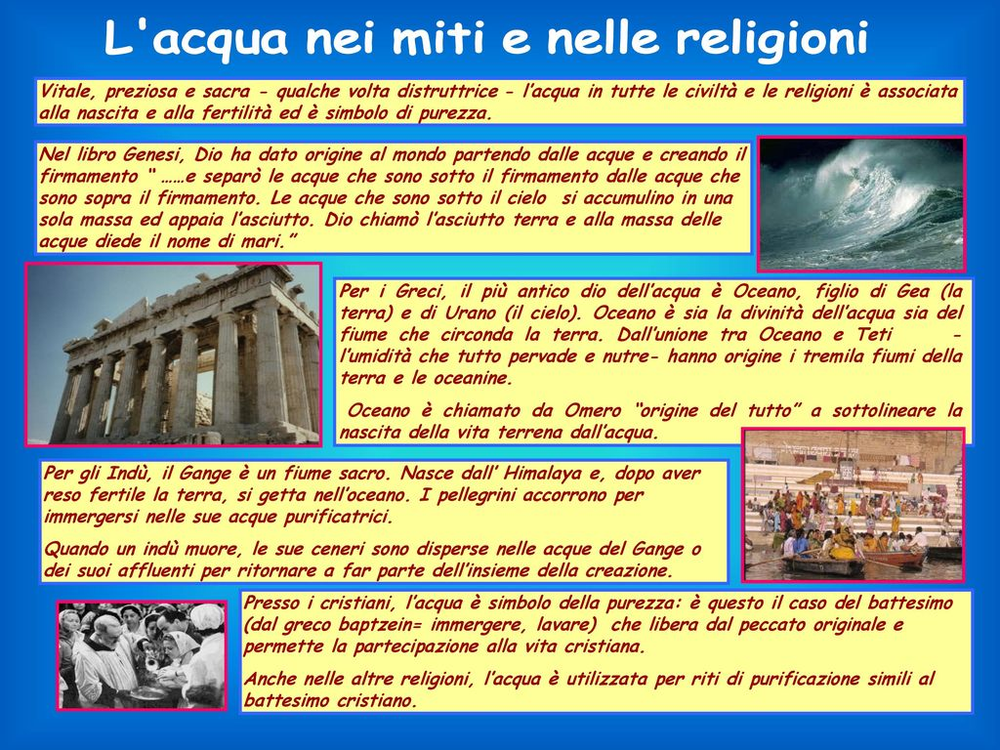 L'acqua nei miti e nelle religioni
Vitale, preziosa e sacra - qualche volta distruttrice - l’acqua in tutte le civiltà e le religioni è associata
alla nascita e alla fertilità ed è simbolo di purezza.
Nel libro Genesi, Dio ha dato origine al mondo partendo dalle acque e creando il
firmamento “ ……e separò le acque che sono sotto il firmamento dalle acque che
sono sopra il firmamento. Le acque che sono sotto il cielo si accumulino in una
sola massa ed appaia l’asciutto. Dio chiamò l’asciutto terra e alla massa delle
acque diede il nome di mari.”
Per i Greci, il più antico dio dell’acqua è Oceano, figlio di Gea (la
terra) e di Urano (il cielo). Oceano è sia la divinità dell’acqua sia del
fiume che circonda la terra. Dall’unione tra Oceano e Teti -
l’umidità che tutto pervade e nutre- hanno origine i tremila fiumi della
terra e le oceanine.
Oceano è chiamato da Omero “origine del tutto” a sottolineare la
nascita della vita terrena dall’acqua.
Per gli Indù, il Gange è un fiume sacro. Nasce dall’ Himalaya e, dopo aver
reso fertile la terra, si getta nell’oceano. I pellegrini accorrono per
immergersi nelle sue acque purificatrici.
Quando un indù muore, le sue ceneri sono disperse nelle acque del Gange o
dei suoi affluenti per ritornare a far parte dell’insieme della creazione.
Presso i cristiani, l’acqua è simbolo della purezza: è questo il caso del battesimo
(dal greco baptzein= immergere, lavare) che libera dal peccato originale e
permette la partecipazione alla vita cristiana.
Anche nelle altre religioni, l’acqua è utilizzata per riti di purificazione simili al
battesimo cristiano.